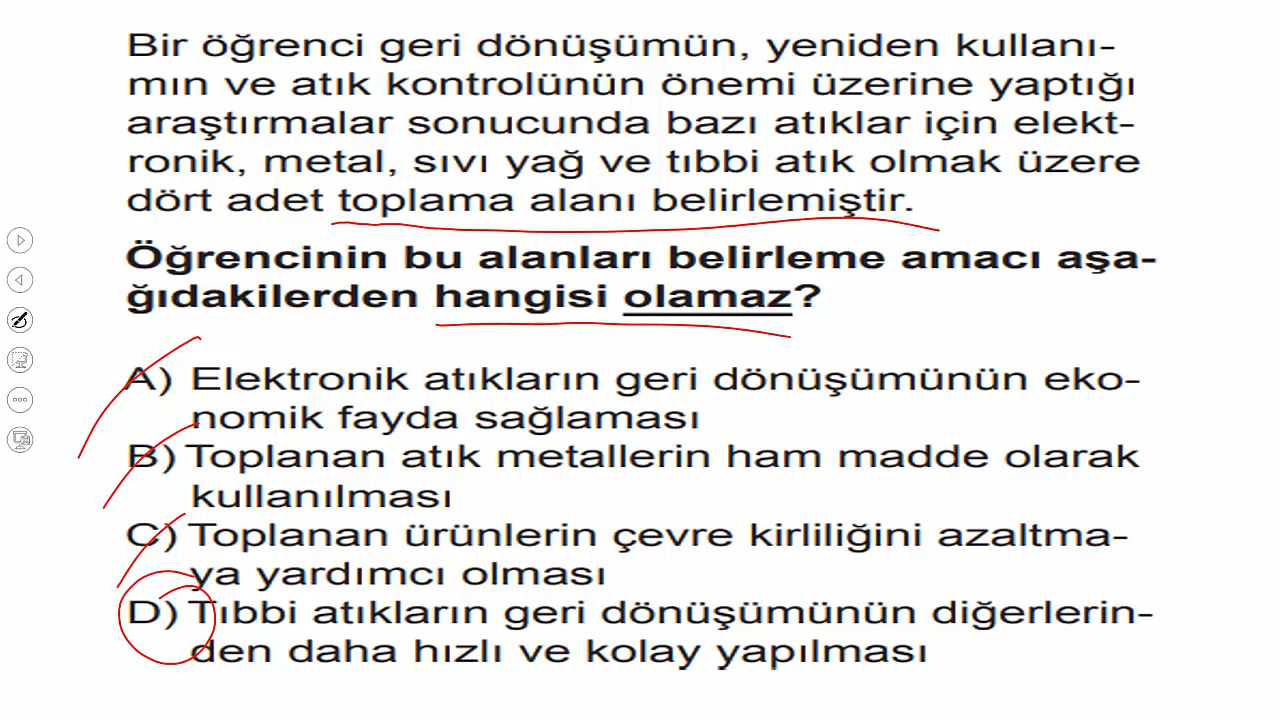 Bir öğrenci geri dönüşümün, yeniden kullanı-
mın ve atık kontrolünün önemi üzerine yaptığı
araştırmalar sonucunda bazı atıklar için elekt-
ronik, metal, sıvı yağ ve tıbbi atık olmak üzere
dört adet toplama alanı belirlemiştir.
Öğrencinin bu alanları belirleme amacı aşa-
ğıdakilerden hangisi olamaz?
A) Elektronik atıkların geri dönüşümünün eko-
nomik fayda sağlaması
B) Toplanan atık metallerin ham madde olarak
kullanılması
C) Toplanan ürünlerin çevre kirliliğini azaltma-
ya yardımcı olması
D) Tıbbi atıkların geri dönüşümünün diğerlerin-
den daha hızlı ve kolay yapılması